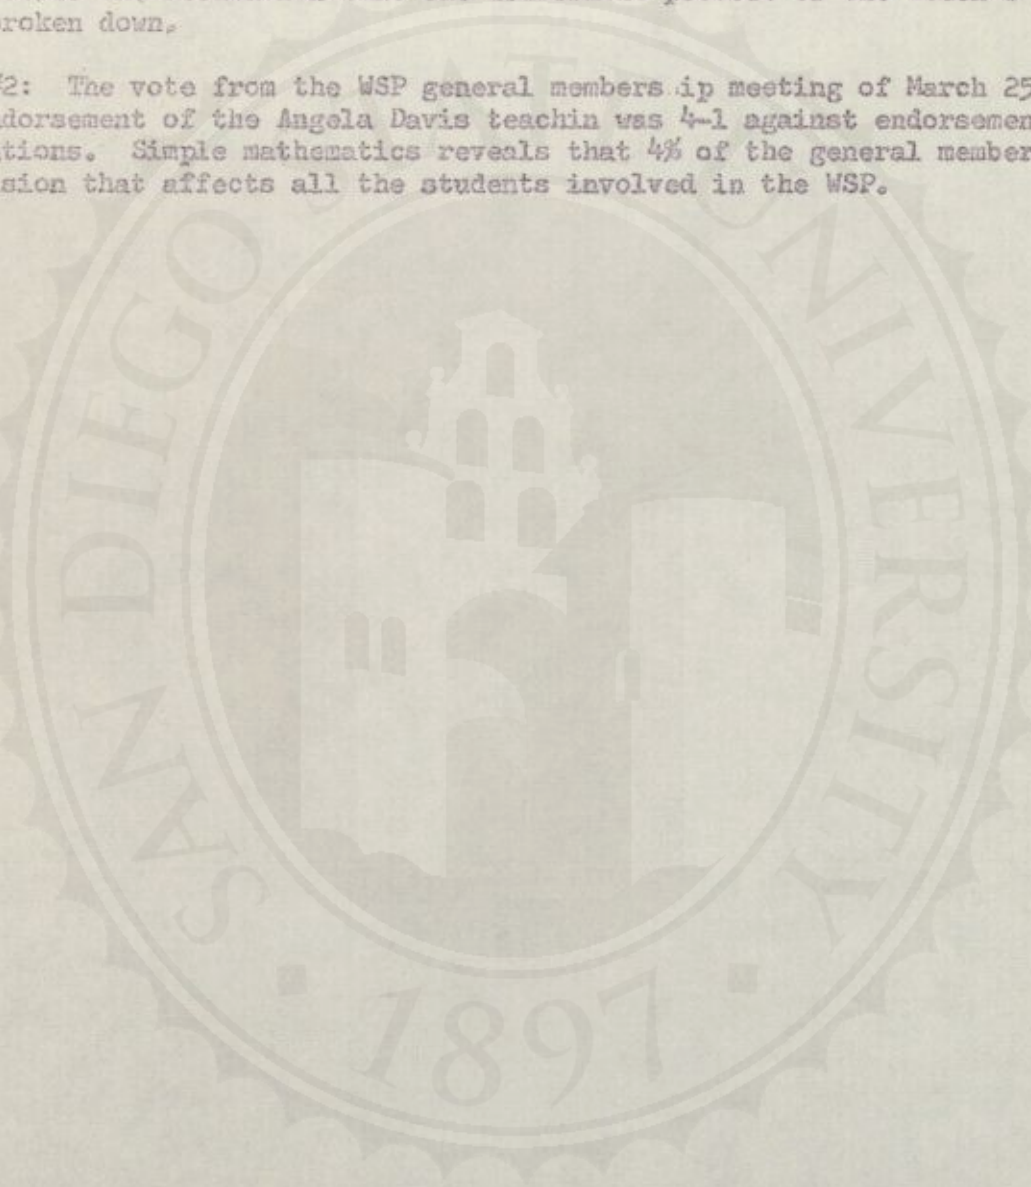 broken down.
#2: The vote from the WSP general members ip meeting of March 25
ndorsement of the Angela Davis teachin was 4-1 against endorsemen
tions. Simple mathematics reveals that 4% of the general member
sion that affects all the students involved in the WSP.
SAN DIEGO STATE UNIVERSITY
1897